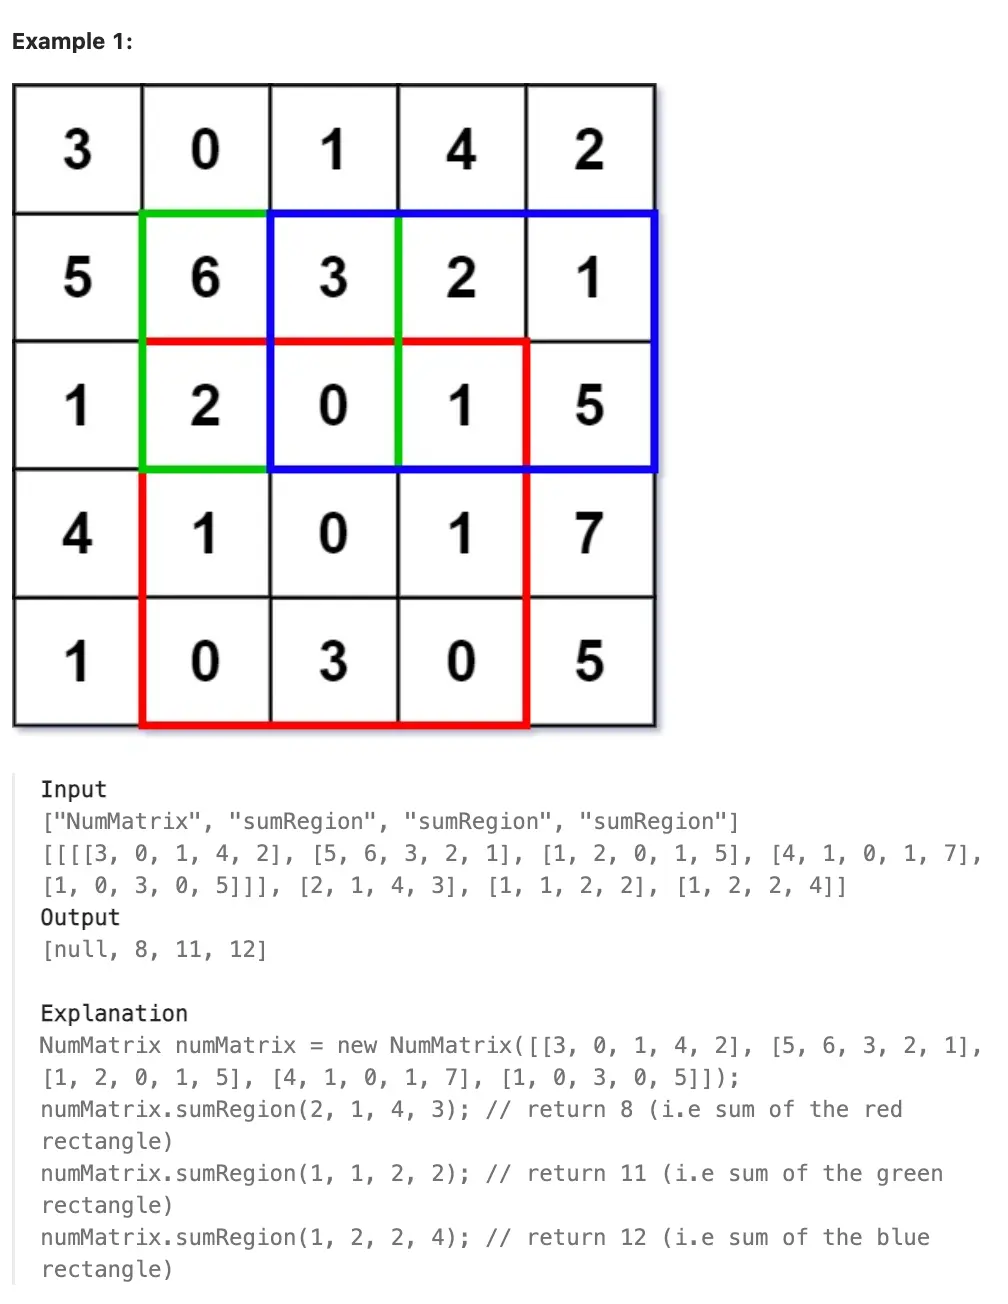 Example 1:
3 0 1 4 2
5 6 3 2 1
1 2 0 1 5
4 1 0 1 7
1 0 3 0 5
Input
["NumMatrix", "sumRegion", "sumRegion", "sumRegion"]
[[[[3, 0, 1, 4, 2], [5, 6, 3, 2, 1], [1, 2, 0, 1, 5], [4, 1, 0, 1, 7],
[1, 0, 3, 0, 5]]], [2, 1, 4, 3], [1, 1, 2, 2], [1, 2, 2, 4]]
Output
[null, 8, 11, 12]
Explanation
NumMatrix numMatrix = new NumMatrix([[3, 0, 1, 4, 2], [5, 6, 3, 2, 1],
[1, 2, 0, 1, 5], [4, 1, 0, 1, 7], [1, 0, 3, 0, 5]]);
numMatrix.sumRegion(2, 1, 4, 3); // return 8 (i.e sum of the red
rectangle)
numMatrix.sumRegion(1, 1, 2, 2); // return 11 (i.e sum of the green
rectangle)
numMatrix.sumRegion(1, 2, 2, 4); // return 12 (i.e sum of the blue
rectangle)